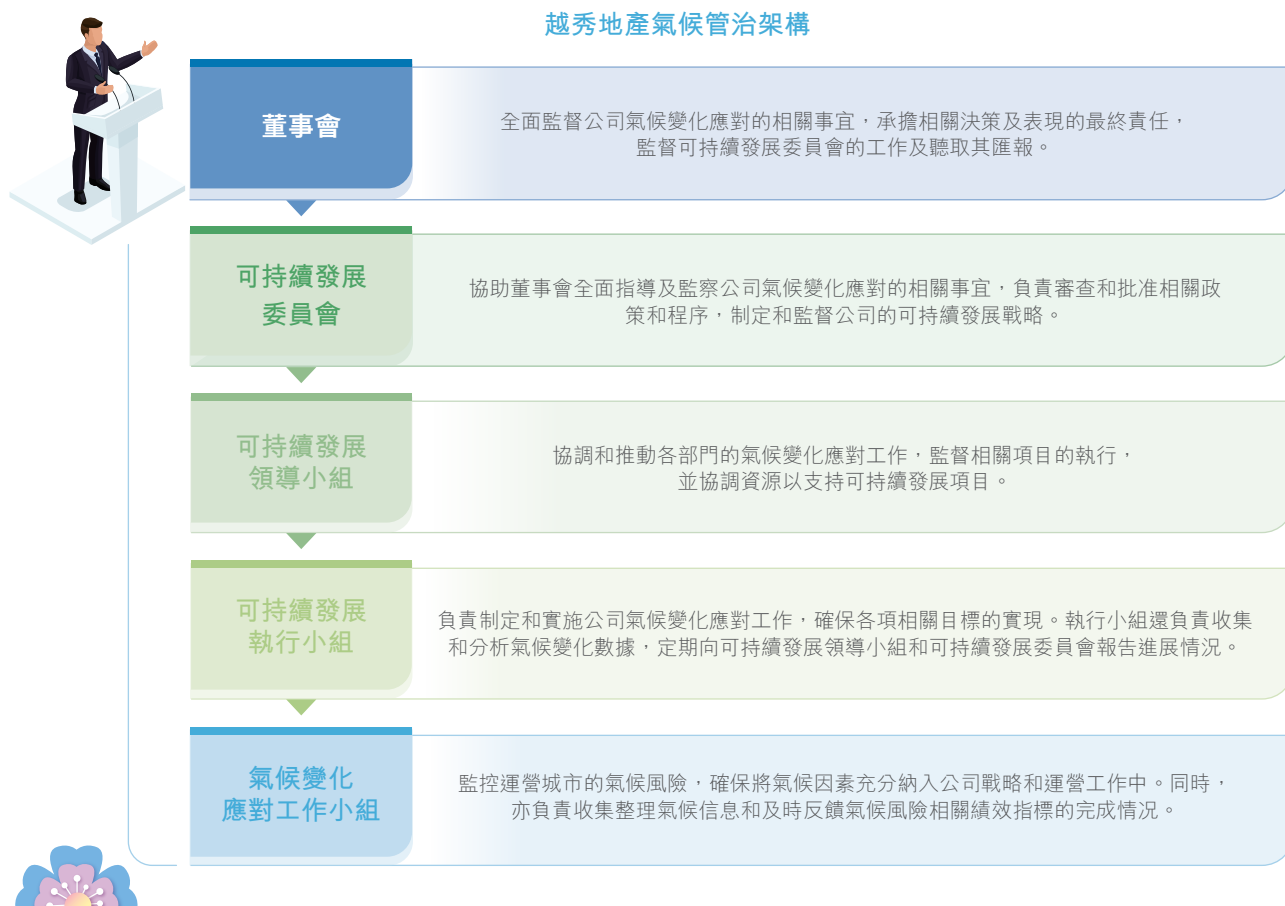 越秀地產氣候管治架構
董事會
全面監督公司氣候變化應對的相關事宜，承擔相關決策及表現的最終責任，
監督可持續發展委員會的工作及聽取其匯報。
可持續發展
委員會
協助董事會全面指導及監察公司氣候變化應對的相關事宜，負責審查和批准相關政
策和程序，制定和監督公司的可持續發展戰略。
可持續發展
領導小組
協調和推動各部門的氣候變化應對工作，監督相關項目的執行，
並協調資源以支持可持續發展項目。
可持續發展
執行小組
負責制定和實施公司氣候變化應對工作，確保各項相關目標的實現。執行小組還負責收集
和分析氣候變化數據，定期向可持續發展領導小組和可持續發展委員會報告進展情況。
氣候變化
應對工作小組
監控運營城市的氣候風險，確保將氣候因素充分納入公司戰略和運營工作中。同時，
亦負責收集整理氣候信息和及時反饋氣候風險相關績效指標的完成情况。